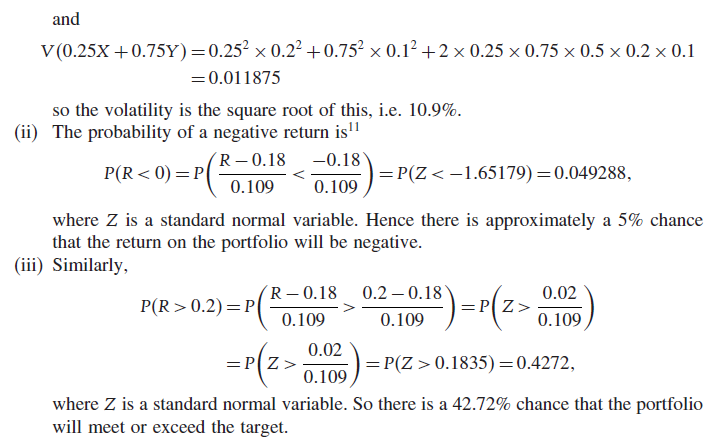 and
V(0.25X + 0.75Y) = 0.25² × 0.2² + 0.75² × 0.1² + 2 × 0.25 × 0.75 × 0.5 × 0.2 × 0.1
= 0.011875
so the volatility is the square root of this, i.e. 10.9%.
(ii) The probability of a negative return is¹¹
P(R < 0) = P((R − 0.18)/0.109 < −0.18/0.109) = P(Z < −1.65179) = 0.049288,
where Z is a standard normal variable. Hence there is approximately a 5% chance
that the return on the portfolio will be negative.
(iii) Similarly,
P(R > 0.2) = P((R − 0.18)/0.109 > (0.2 − 0.18)/0.109) = P(Z > 0.02/0.109)
= P(Z > 0.02/0.109) = P(Z > 0.1835) = 0.4272,
where Z is a standard normal variable. So there is a 42.72% chance that the portfolio
will meet or exceed the target.